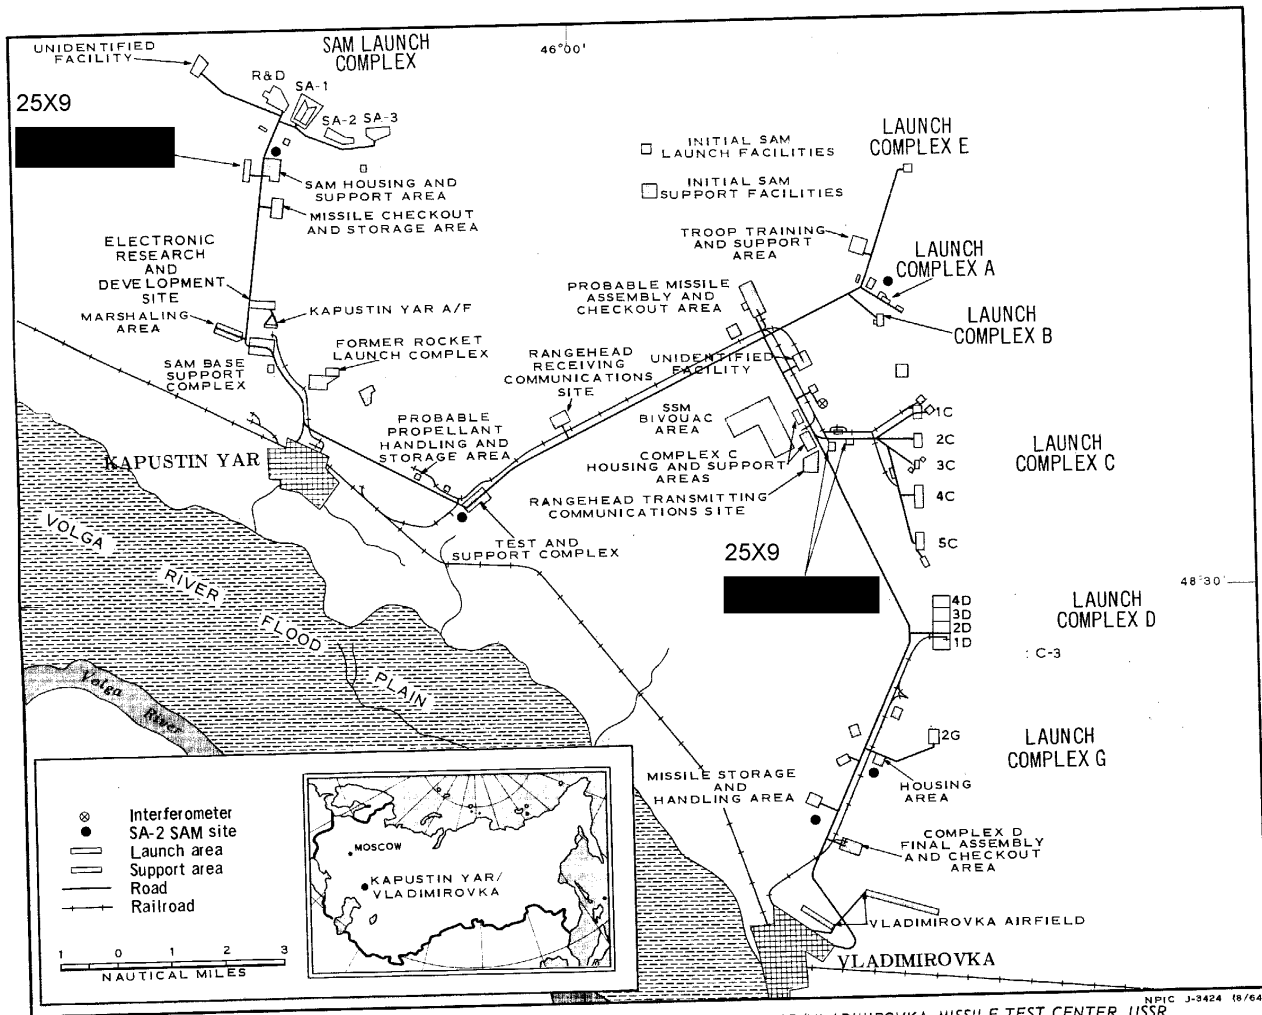 UNIDENTIFIED
FACILITY
SAM LAUNCH
COMPLEX
46°00'
25X9
R&D
SA-1
SA-2
SA-3
SAM HOUSING AND
SUPPORT AREA
MISSILE CHECKOUT
AND STORAGE AREA
ELECTRONIC
RESEARCH
AND
DEVELOPMENT
SITE
MARSHALING
AREA
KAPUSTIN YAR A/F
SAM BASE
SUPPORT
COMPLEX
FORMER ROCKET
LAUNCH COMPLEX
INITIAL SAM
LAUNCH FACILITIES
INITIAL SAM
SUPPORT FACILITIES
LAUNCH
COMPLEX E
TROOP TRAINING
AND SUPPORT
AREA
LAUNCH
COMPLEX A
LAUNCH
COMPLEX B
PROBABLE MISSILE
ASSEMBLY AND
CHECKOUT AREA
RANGEHEAD
RECEIVING
COMMUNICATIONS
SITE
UNIDENTIFIED
FACILITY
SSM
BIVOUAC
AREA
PROBABLE
PROPELLANT
HANDLING AND
STORAGE AREA
COMPLEX C
HOUSING AND SUPPORT
AREAS
RANGEHEAD TRANSMITTING
COMMUNICATIONS SITE
1C
2C
3C
4C
5C
LAUNCH
COMPLEX C
KAPUSTIN YAR
TEST AND
SUPPORT COMPLEX
25X9
48°30'
VOLGA
RIVER
FLOOD
PLAIN
Volga
River
4D
3D
2D
1D
LAUNCH
COMPLEX D
: C-3
2G
LAUNCH
COMPLEX G
HOUSING
AREA
MISSILE STORAGE
AND
HANDLING AREA
COMPLEX D
FINAL ASSEMBLY
AND CHECKOUT
AREA
VLADIMIROVKA AIRFIELD
VLADIMIROVKA
Interferometer
SA-2 SAM site
Launch area
Support area
Road
Railroad
1 0 1 2 3
NAUTICAL MILES
MOSCOW
KAPUSTIN YAR/
VLADIMIROVKA
NPIC J-3424 (8/64
MISSILE TEST CENTER, USSR